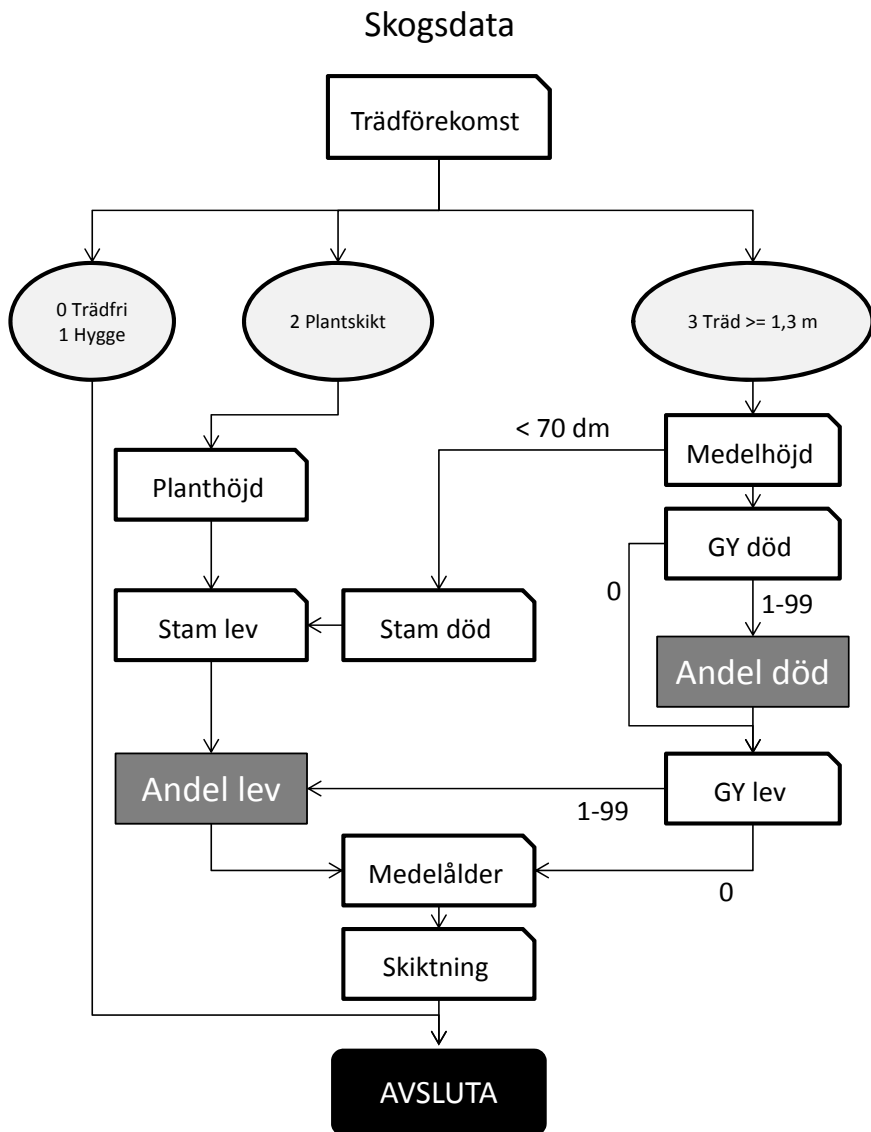 Skogsdata
Trädförekomst
0 Trädfri
1 Hygge
2 Plantskikt
3 Träd >= 1,3 m
< 70 dm
Medelhöjd
Planthöjd
GY död
0
1-99
Stam lev
Stam död
Andel död
Andel lev
GY lev
1-99
Medelålder
0
Skiktning
AVSLUTA